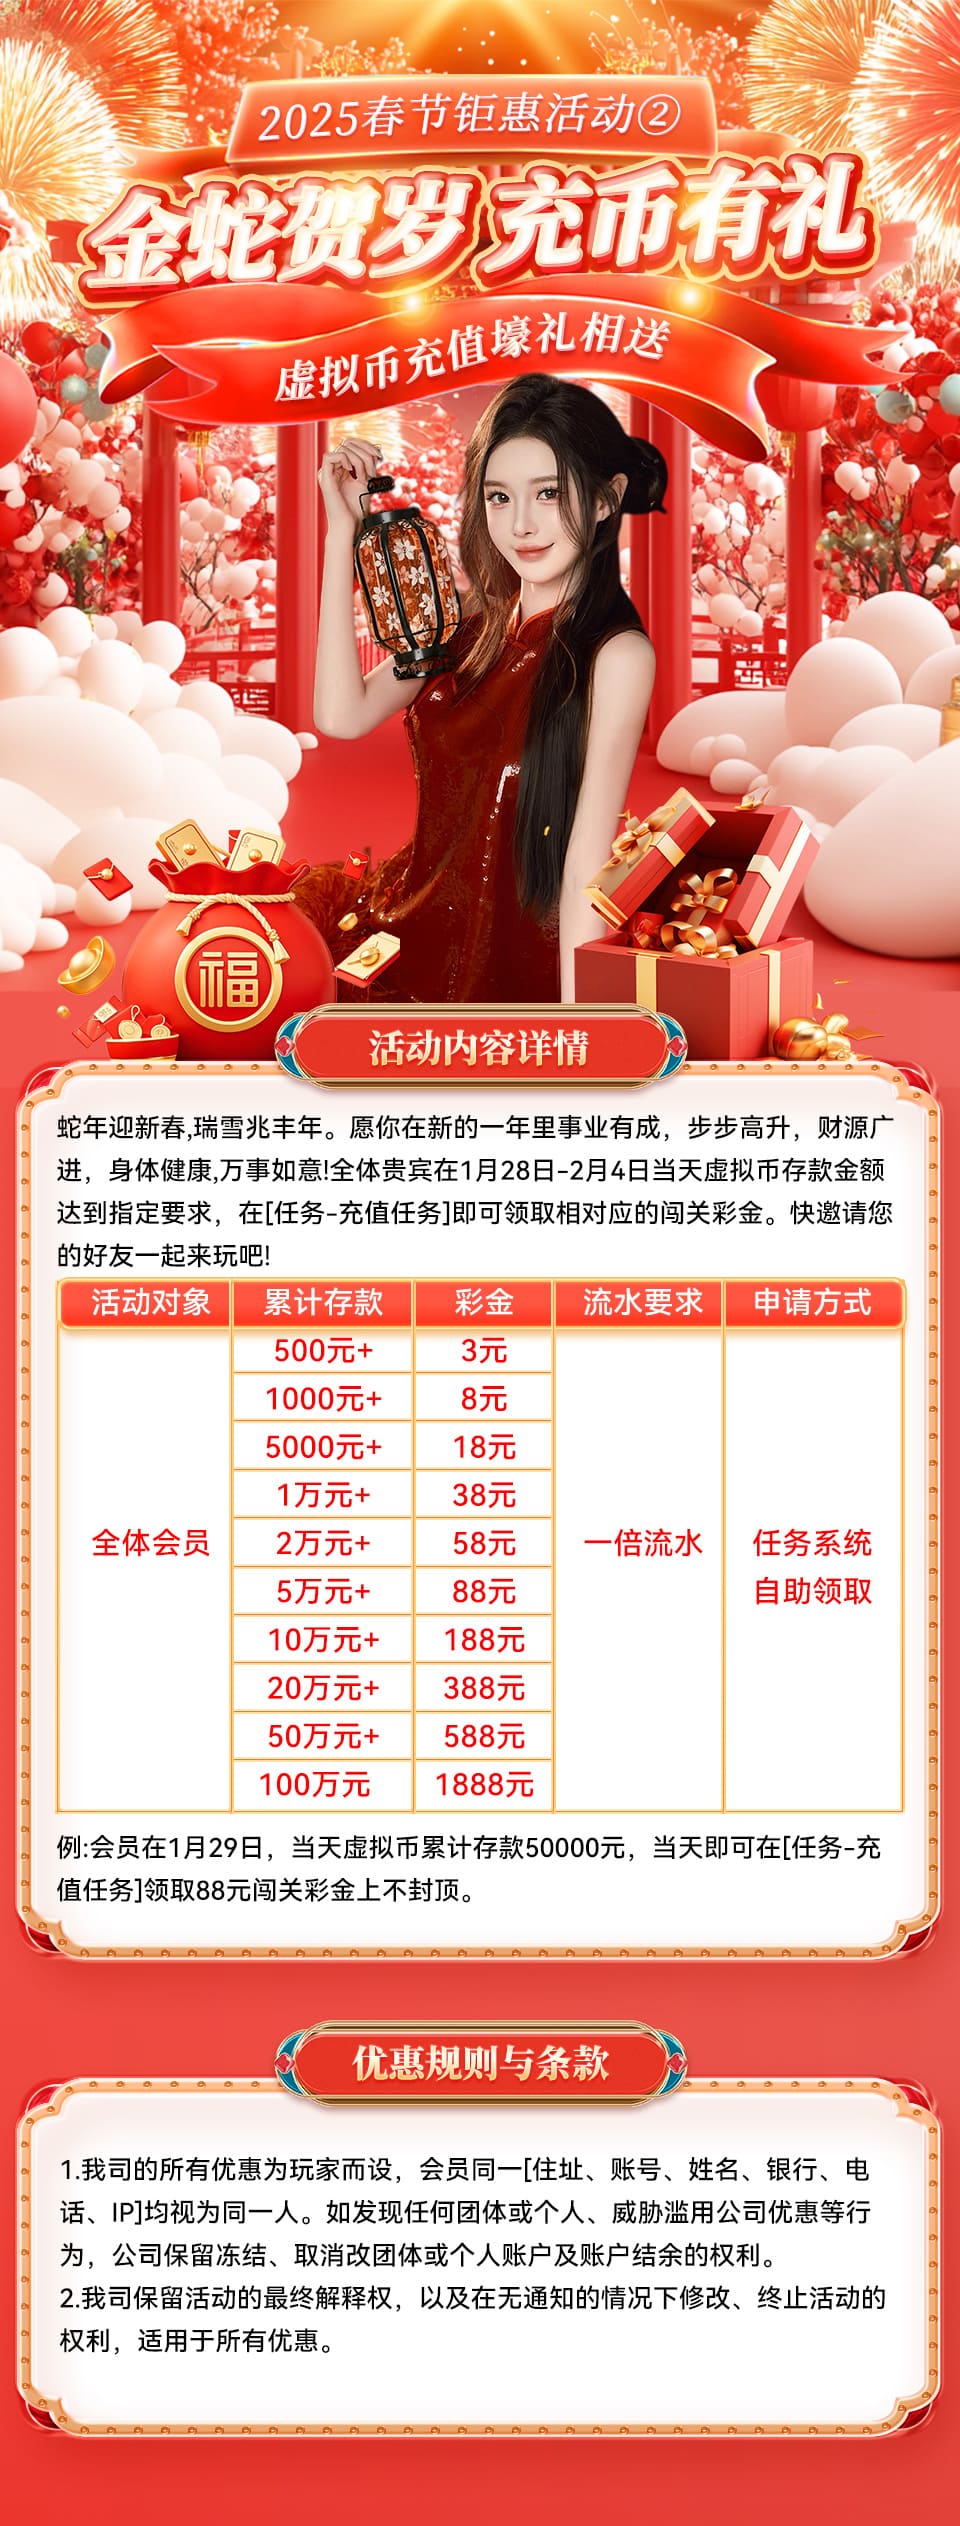 2025春节钜惠活动②
金蛇贺岁 充币有礼
虚拟币充值壕礼相送
福
活动内容详情
蛇年迎新春,瑞雪兆丰年。愿你在新的一年里事业有成，步步高升，财源广
进，身体健康,万事如意!全体贵宾在1月28日-2月4日当天虚拟币存款金额
达到指定要求，在[任务-充值任务]即可领取相对应的闯关彩金。快邀请您
的好友一起来玩吧!
活动对象 累计存款 彩金 流水要求 申请方式
500元+ 3元
1000元+ 8元
5000元+ 18元
1万元+ 38元
全体会员 2万元+ 58元 一倍流水 任务系统
5万元+ 88元 自助领取
10万元+ 188元
20万元+ 388元
50万元+ 588元
100万元 1888元
例:会员在1月29日，当天虚拟币累计存款50000元，当天即可在[任务-充
值任务]领取88元闯关彩金上不封顶。
优惠规则与条款
1.我司的所有优惠为玩家而设，会员同一[住址、账号、姓名、银行、电
话、IP]均视为同一人。如发现任何团体或个人、威胁滥用公司优惠等行
为，公司保留冻结、取消改团体或个人账户及账户结余的权利。
2.我司保留活动的最终解释权，以及在无通知的情况下修改、终止活动的
权利，适用于所有优惠。